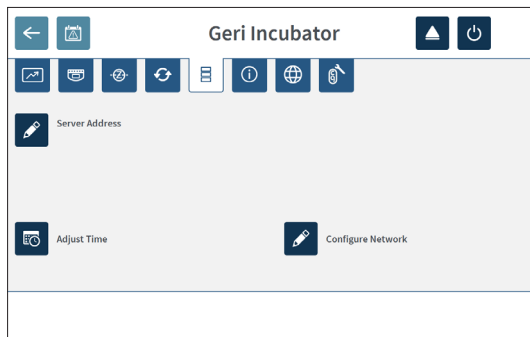 Geri Incubator
Server Address
Adjust Time
Configure Network